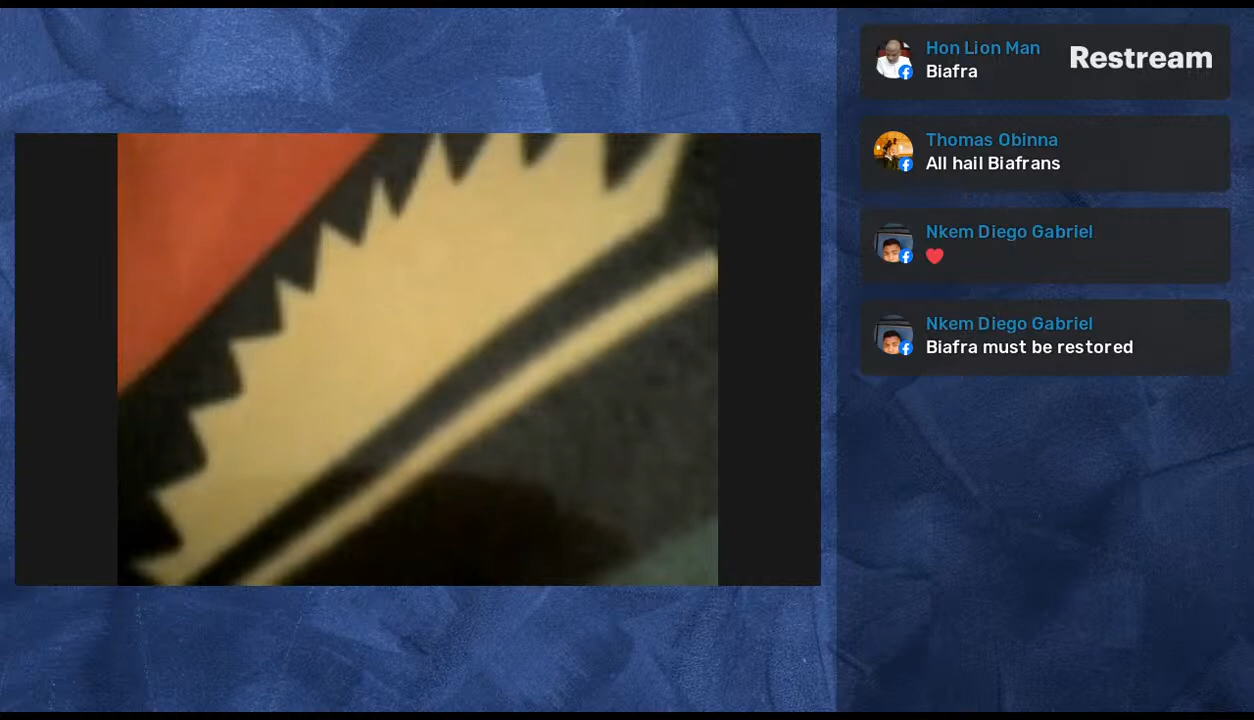 Hon Lion Man
Restream
Biafra
Thomas Obinna
All hail Biafrans
Nkem Diego Gabriel
❤️
Nkem Diego Gabriel
Biafra must be restored